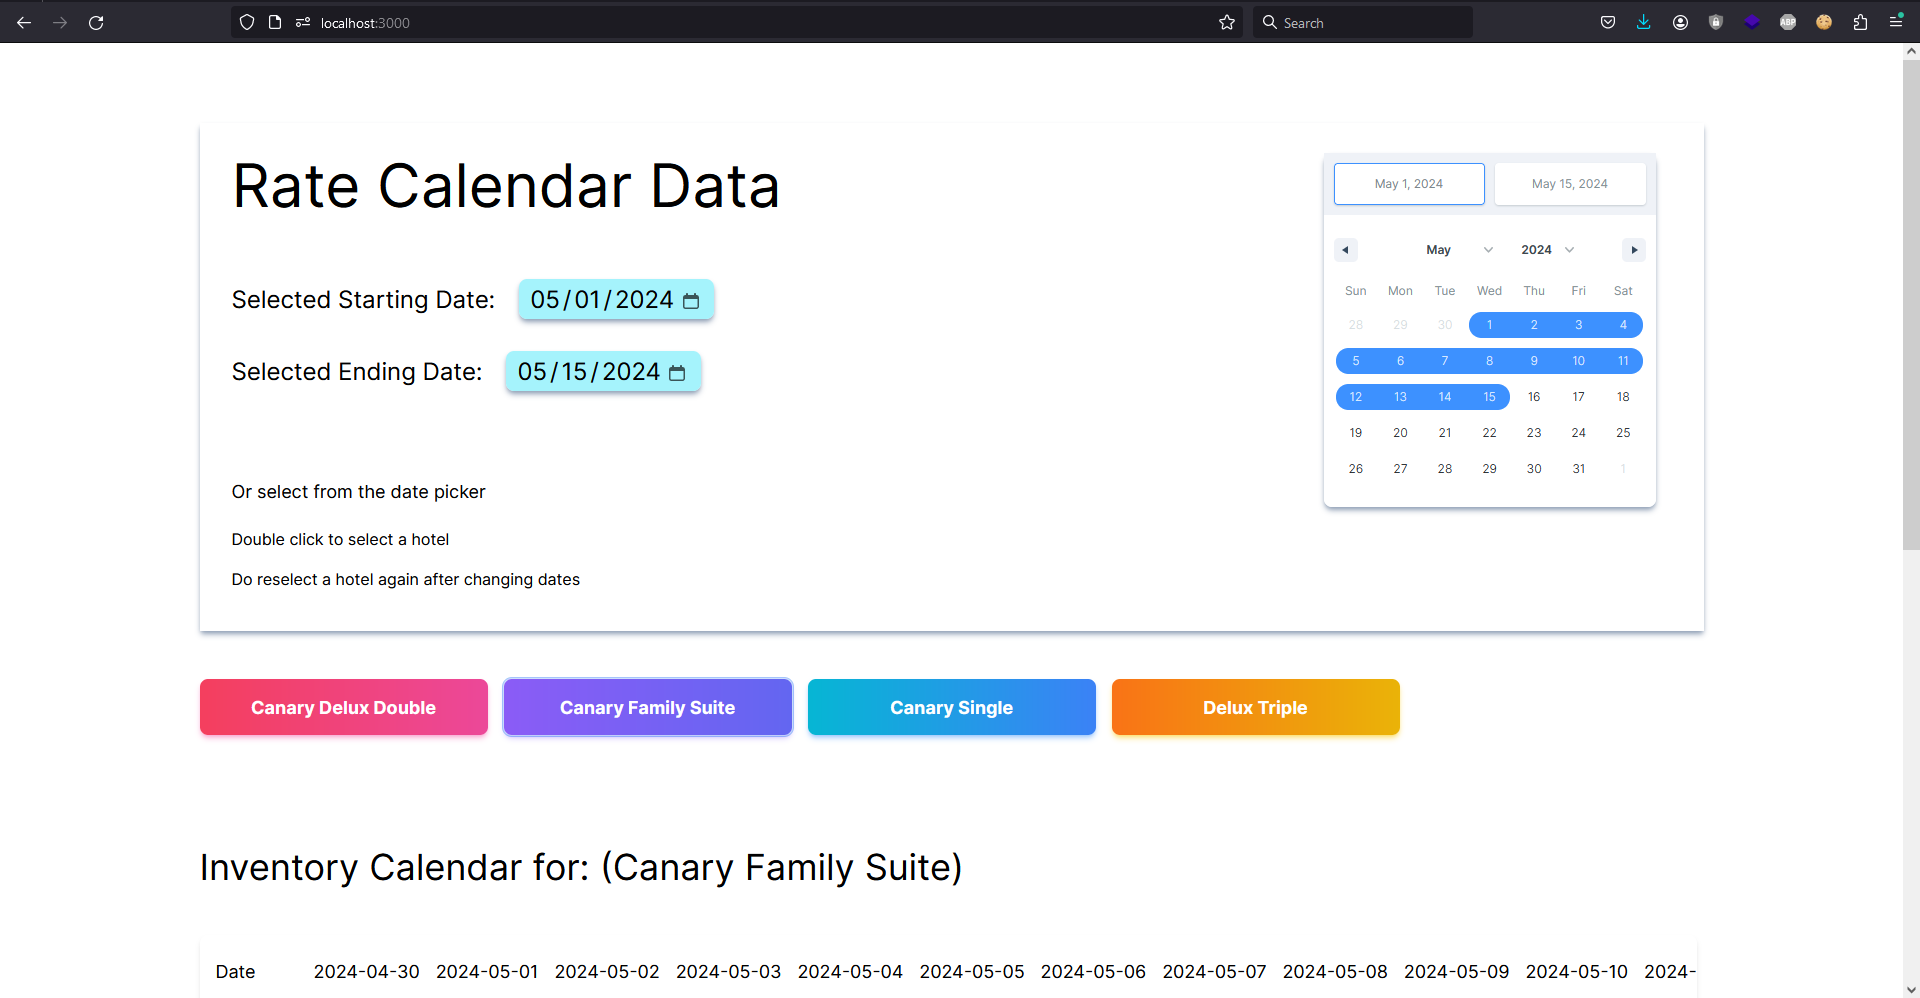 localhost:3000
Search
Rate Calendar Data
May 1, 2024
May 15, 2024
May
2024
Sun Mon Tue Wed Thu Fri Sat
28 29 30 1 2 3 4
5 6 7 8 9 10 11
12 13 14 15 16 17 18
19 20 21 22 23 24 25
26 27 28 29 30 31 1
Selected Starting Date: 05/01/2024
Selected Ending Date: 05/15/2024
Or select from the date picker
Double click to select a hotel
Do reselect a hotel again after changing dates
Canary Delux Double
Canary Family Suite
Canary Single
Delux Triple
Inventory Calendar for: (Canary Family Suite)
Date 2024-04-30 2024-05-01 2024-05-02 2024-05-03 2024-05-04 2024-05-05 2024-05-06 2024-05-07 2024-05-08 2024-05-09 2024-05-10 2024-